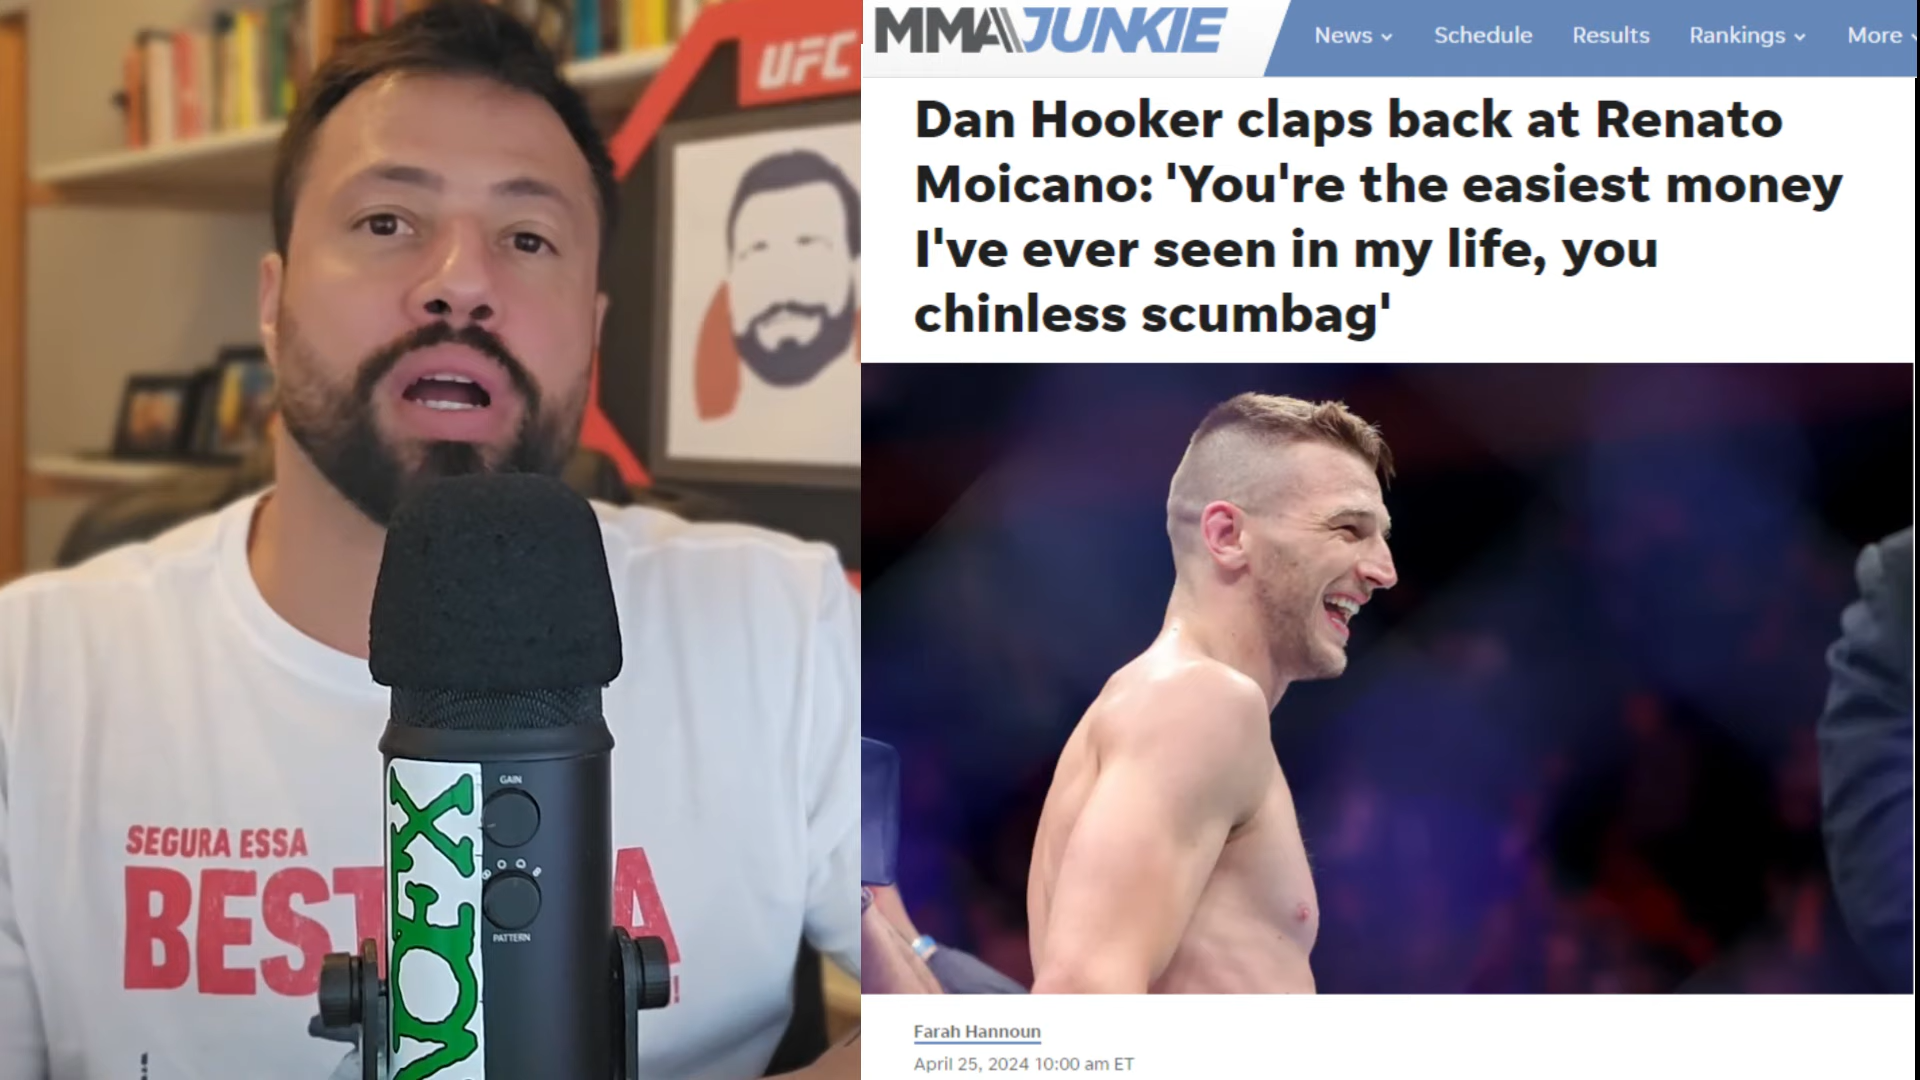 UFC
SEGURA ESSA
GAIN
PATTERN
NOFX
MMA JUNKIE
News
Schedule
Results
Rankings
More
Dan Hooker claps back at Renato
Moicano: 'You're the easiest money
I've ever seen in my life, you
chinless scumbag'
Farah Hannoun
April 25, 2024 10:00 am ET